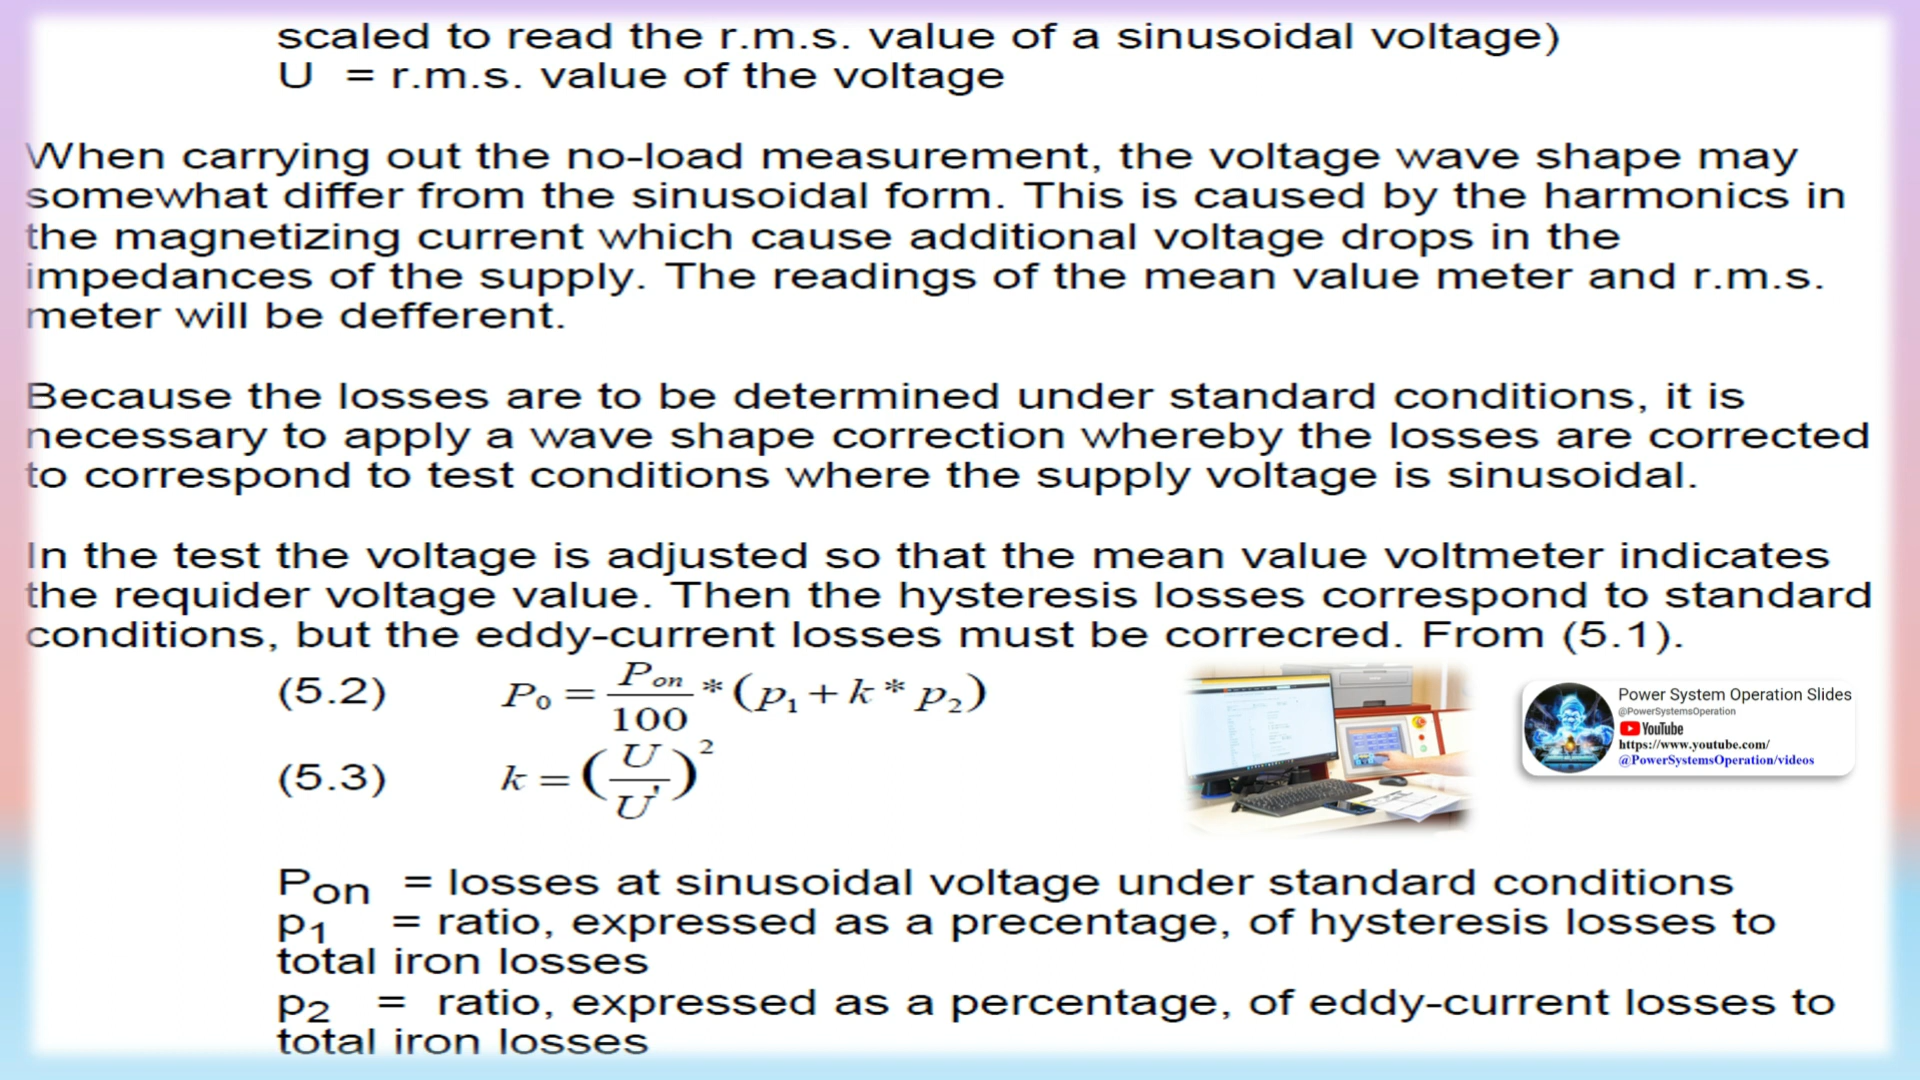 scaled to read the r.m.s. value of a sinusoidal voltage)
U = r.m.s. value of the voltage
When carrying out the no-load measurement, the voltage wave shape may
somewhat differ from the sinusoidal form. This is caused by the harmonics in
the magnetizing current which cause additional voltage drops in the
impedances of the supply. The readings of the mean value meter and r.m.s.
meter will be defferent.
Because the losses are to be determined under standard conditions, it is
necessary to apply a wave shape correction whereby the losses are corrected
to correspond to test conditions where the supply voltage is sinusoidal.
In the test the voltage is adjusted so that the mean value voltmeter indicates
the requider voltage value. Then the hysteresis losses correspond to standard
conditions, but the eddy-current losses must be correcred. From (5.1).
(5.2) P₀ = Pₒₙ/100 * (p₁ + k * p₂)
(5.3) k = (U/U')²
Power System Operation Slides
@PowerSystemsOperation
YouTube
https://www.youtube.com/
@PowerSystemsOperation/videos
Pon = losses at sinusoidal voltage under standard conditions
p1 = ratio, expressed as a precentage, of hysteresis losses to
total iron losses
p2 = ratio, expressed as a percentage, of eddy-current losses to
total iron losses